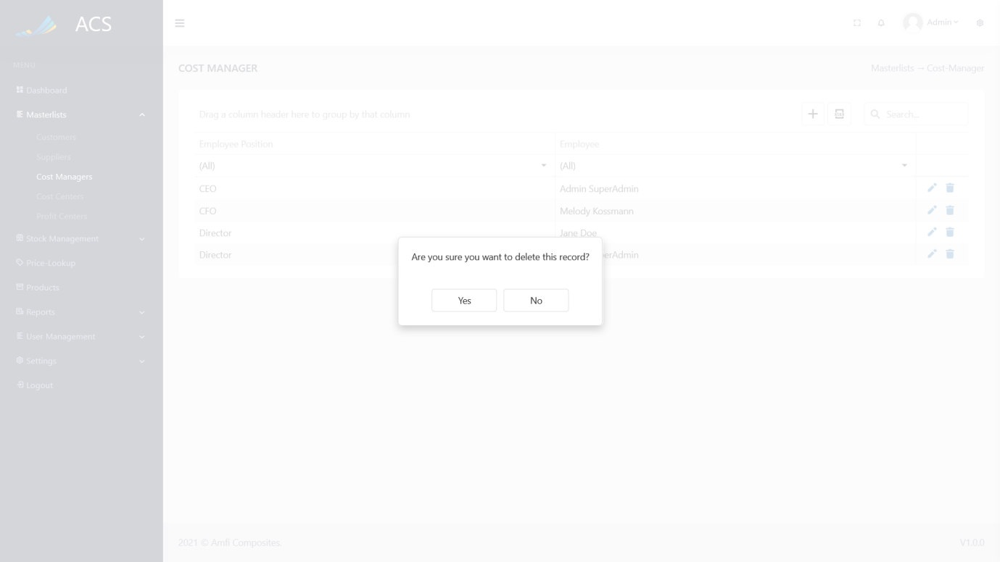 ACS
Admin
MENU
COST MANAGER
Masterlists → Cost-Manager
Dashboard
Masterlists
Customers
Suppliers
Cost Managers
Cost Centers
Profit Centers
Stock Management
Price-Lookup
Products
Reports
User Management
Settings
Logout
Drag a column header here to group by that column
Search...
Employee Position
Employee
(All)
(All)
CEO
Admin SuperAdmin
CFO
Melody Kossmann
Director
Jane Doe
Director
erAdmin
Are you sure you want to delete this record?
Yes
No
2021 © Amfi Composites.
V1.0.0